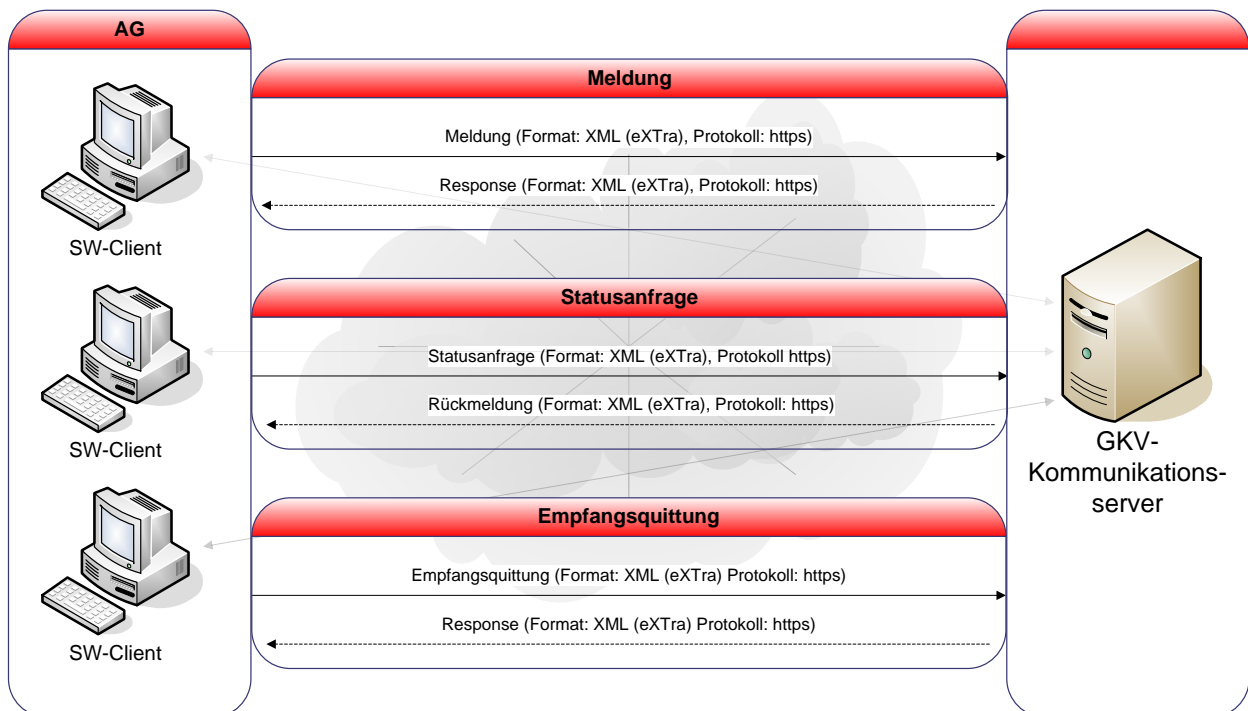 AG
Meldung
Meldung (Format: XML (eXTra), Protokoll: https)
Response (Format: XML (eXTra), Protokoll: https)
SW-Client
Statusanfrage
Statusanfrage (Format: XML (eXTra), Protokoll https)
Rückmeldung (Format: XML (eXTra), Protokoll: https)
SW-Client
GKV-
Kommunikations-
server
Empfangsquittung
Empfangsquittung (Format: XML (eXTra) Protokoll: https)
Response (Format: XML (eXTra) Protokoll: https)
SW-Client